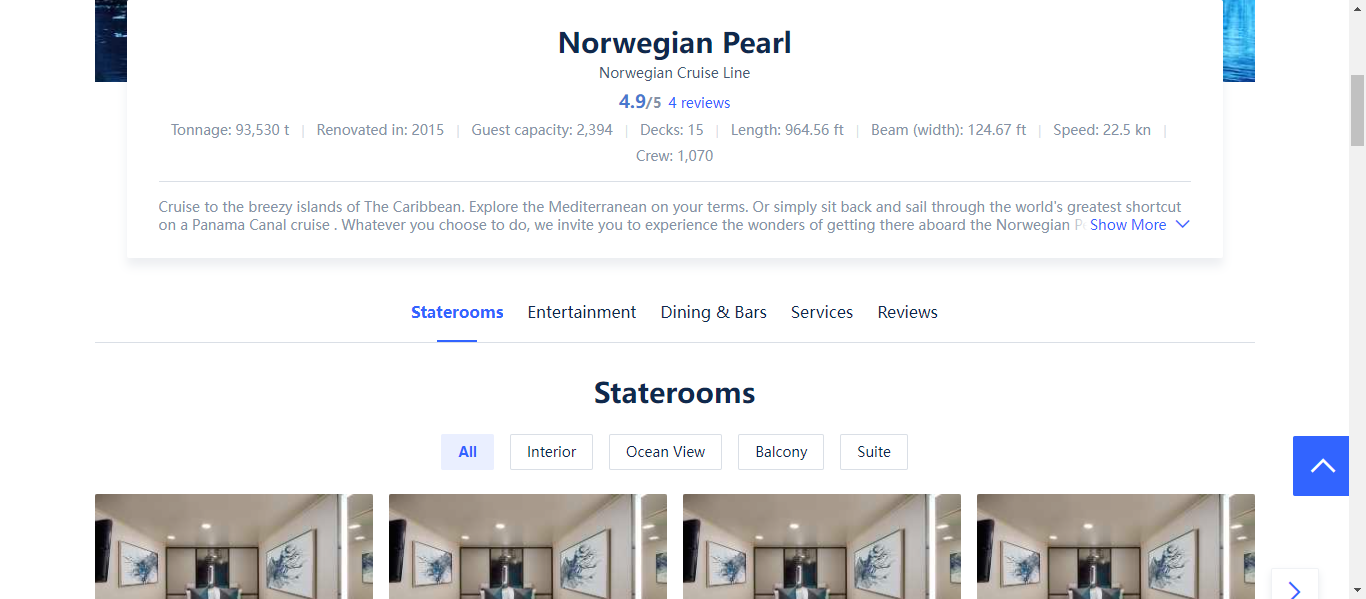 Norwegian Pearl
Norwegian Cruise Line
4.9/5 4 reviews
Tonnage: 93,530 t | Renovated in: 2015 | Guest capacity: 2,394 | Decks: 15 | Length: 964.56 ft | Beam (width): 124.67 ft | Speed: 22.5 kn |
Crew: 1,070
Cruise to the breezy islands of The Caribbean. Explore the Mediterranean on your terms. Or simply sit back and sail through the world's greatest shortcut
on a Panama Canal cruise . Whatever you choose to do, we invite you to experience the wonders of getting there aboard the Norwegian Show More
Staterooms Entertainment Dining & Bars Services Reviews
Staterooms
All Interior Ocean View Balcony Suite